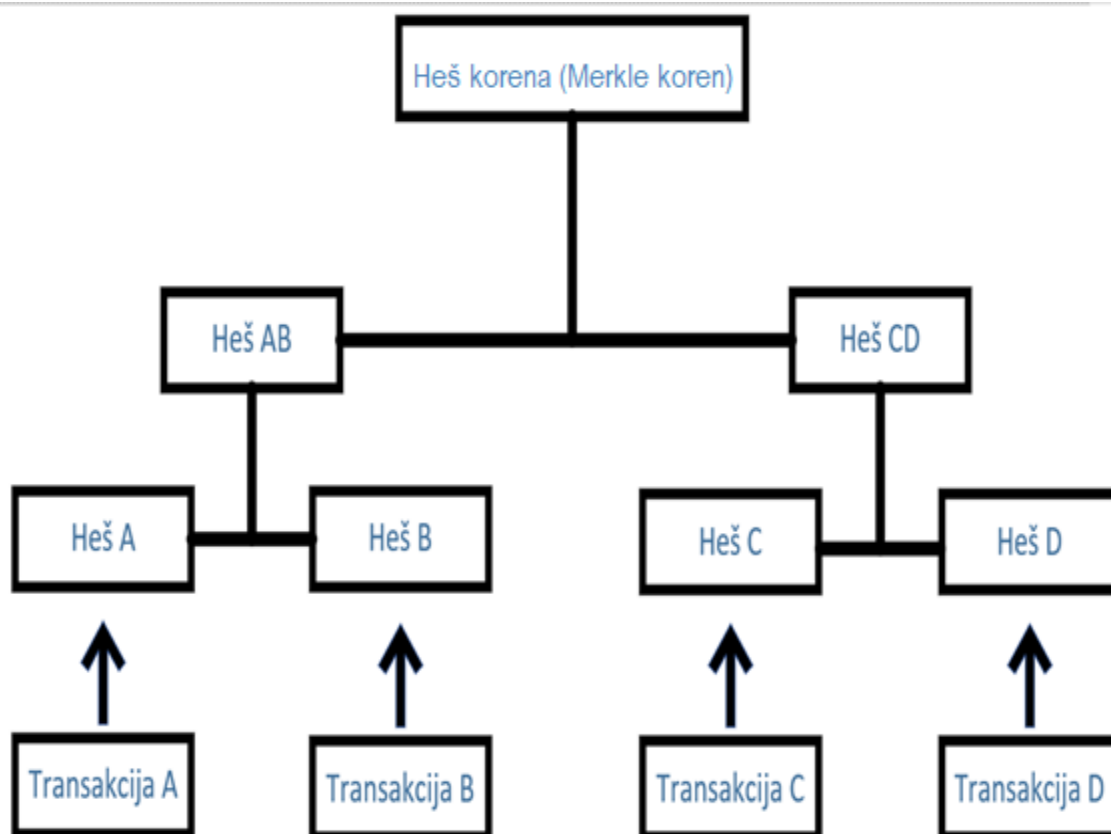 Heš korena (Merkle koren)
Heš AB
Heš CD
Heš A
Heš B
Heš C
Heš D
Transakcija A
Transakcija B
Transakcija C
Transakcija D